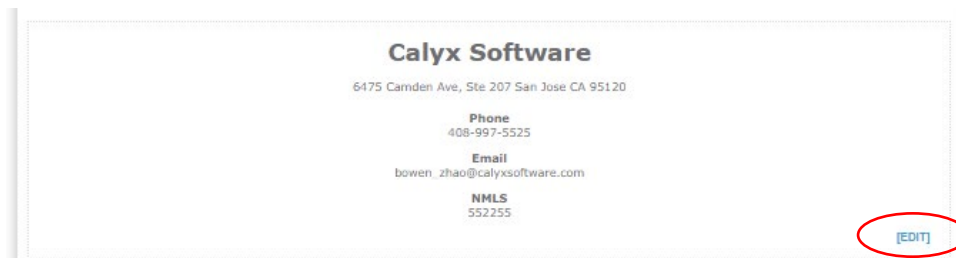 Calyx Software
6475 Camden Ave, Ste 207 San Jose CA 95120
Phone
408-997-5525
Email
bowen_zhao@calyxsoftware.com
NMLS
552255
[EDIT]